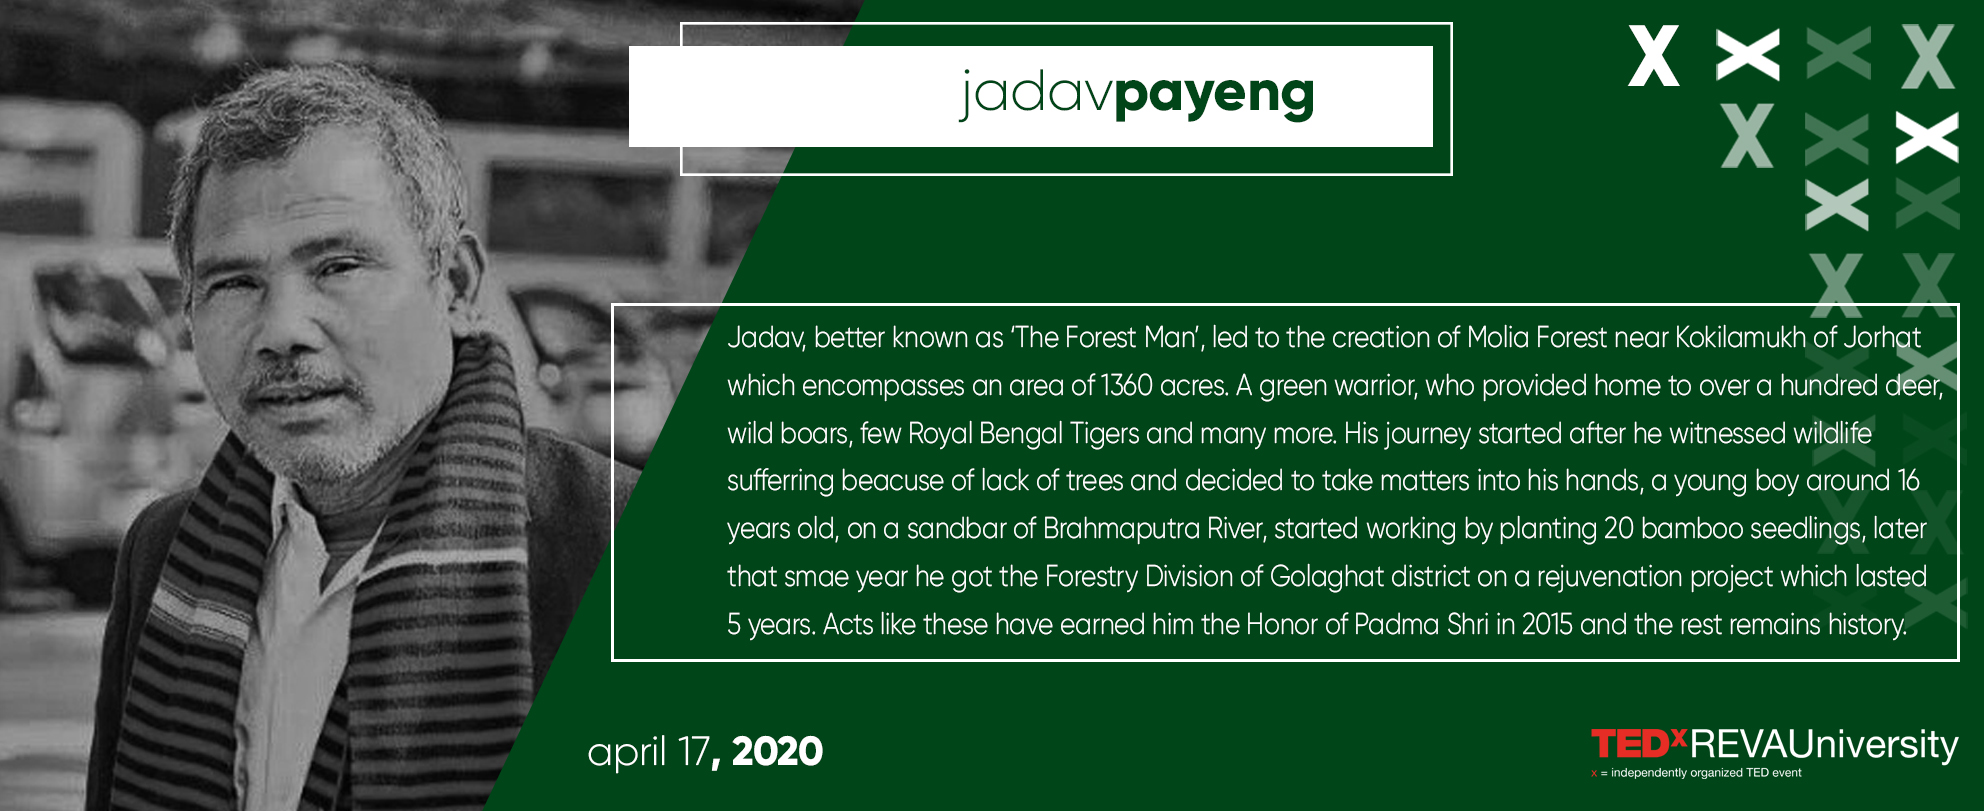 jadavpayeng
Jadav, better known as ‘The Forest Man’, led to the creation of Molia Forest near Kokilamukh of Jorhat
which encompasses an area of 1360 acres. A green warrior, who provided home to over a hundred deer,
wild boars, few Royal Bengal Tigers and many more. His journey started after he witnessed wildlife
sufferring beacuse of lack of trees and decided to take matters into his hands, a young boy around 16
years old, on a sandbar of Brahmaputra River, started working by planting 20 bamboo seedlings, later
that smae year he got the Forestry Division of Golaghat district on a rejuvenation project which lasted
5 years. Acts like these have earned him the Honor of Padma Shri in 2015 and the rest remains history.
april 17, 2020
TEDxREVAUniversity
x = independently organized TED event